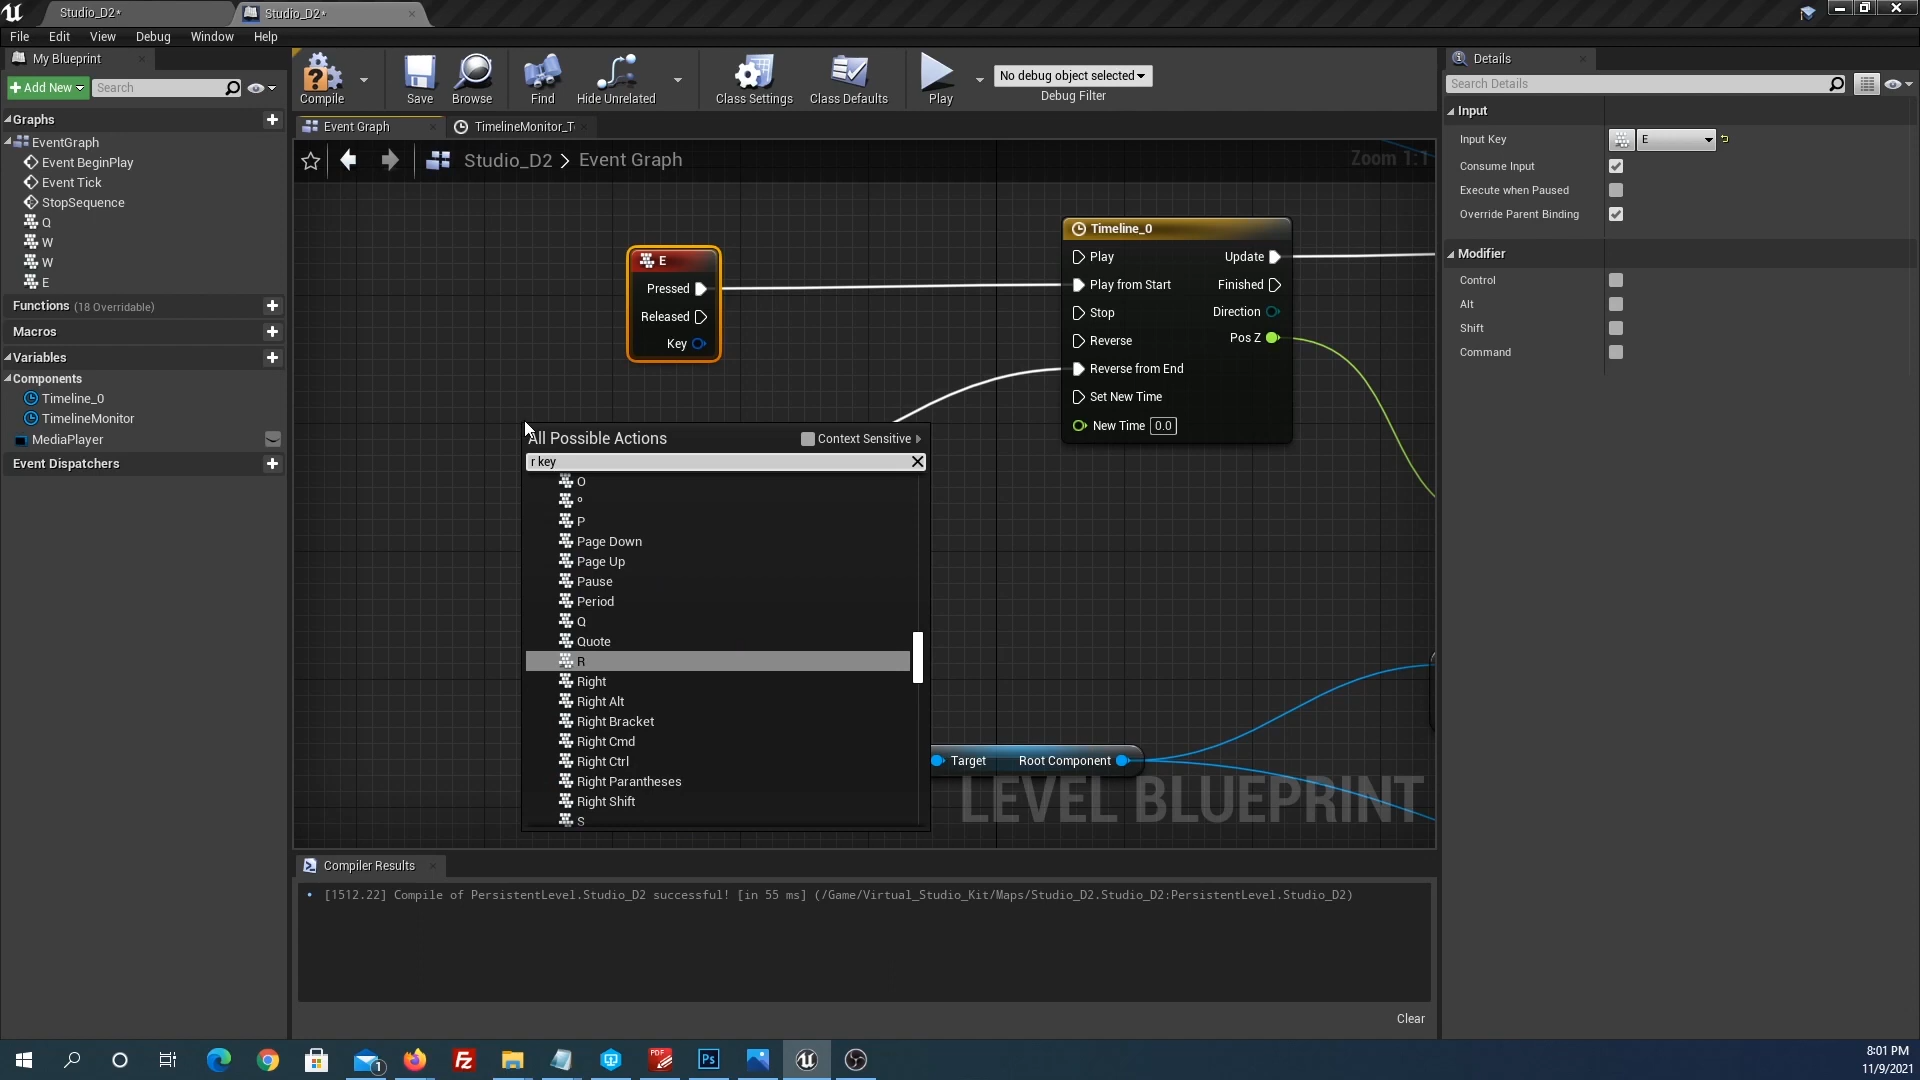 Studio_D2*
Studio_D2*
File Edit View Debug Window Help
My Blueprint
Add New
Search
Graphs
EventGraph
Event BeginPlay
Event Tick
StopSequence
Q
W
W
E
Functions (18 Overridable)
Macros
Variables
Components
Timeline_0
TimelineMonitor
MediaPlayer
Event Dispatchers
Compile
Save
Browse
Find
Hide Unrelated
Class Settings
Class Defaults
Play
No debug object selected
Debug Filter
Event Graph
TimelineMonitor_T
Studio_D2 > Event Graph
Zoom 1:1
E
Pressed
Released
Key
Timeline_0
Play
Update
Play from Start
Finished
Stop
Direction
Reverse
Pos Z
Reverse from End
Set New Time
New Time 0.0
All Possible Actions
Context Sensitive
r key
O
º
P
Page Down
Page Up
Pause
Period
Q
Quote
R
Right
Right Alt
Right Bracket
Right Cmd
Right Ctrl
Right Parantheses
Right Shift
S
Target
Root Component
LEVEL BLUEPRINT
Compiler Results
[1512.22] Compile of PersistentLevel.Studio_D2 successful! [in 55 ms] (/Game/Virtual_Studio_Kit/Maps/Studio_D2.Studio_D2:PersistentLevel.Studio_D2)
Clear
Details
Search Details
Input
Input Key
E
Consume Input
Execute when Paused
Override Parent Binding
Modifier
Control
Alt
Shift
Command
1
Fz
PDF
Ps
8:01 PM
11/9/2021